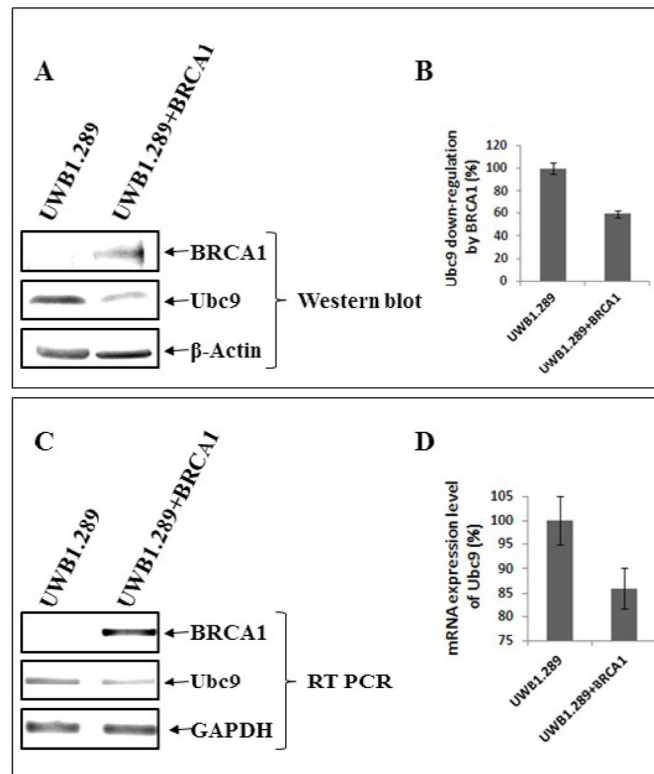 A
UWB1.289
UWB1.289+BRCA1
BRCA1
Ubc9
β-Actin
Western blot
B
Ubc9 down-regulation
by BRCA1 (%)
120
100
80
60
40
20
0
UWB1.289
UWB1.289+BRCA1
C
UWB1.289
UWB1.289+BRCA1
BRCA1
Ubc9
GAPDH
RT PCR
D
mRNA expression level
of Ubc9 (%)
105
100
95
90
85
80
75
UWB1.289
UWB1.289+BRCA1